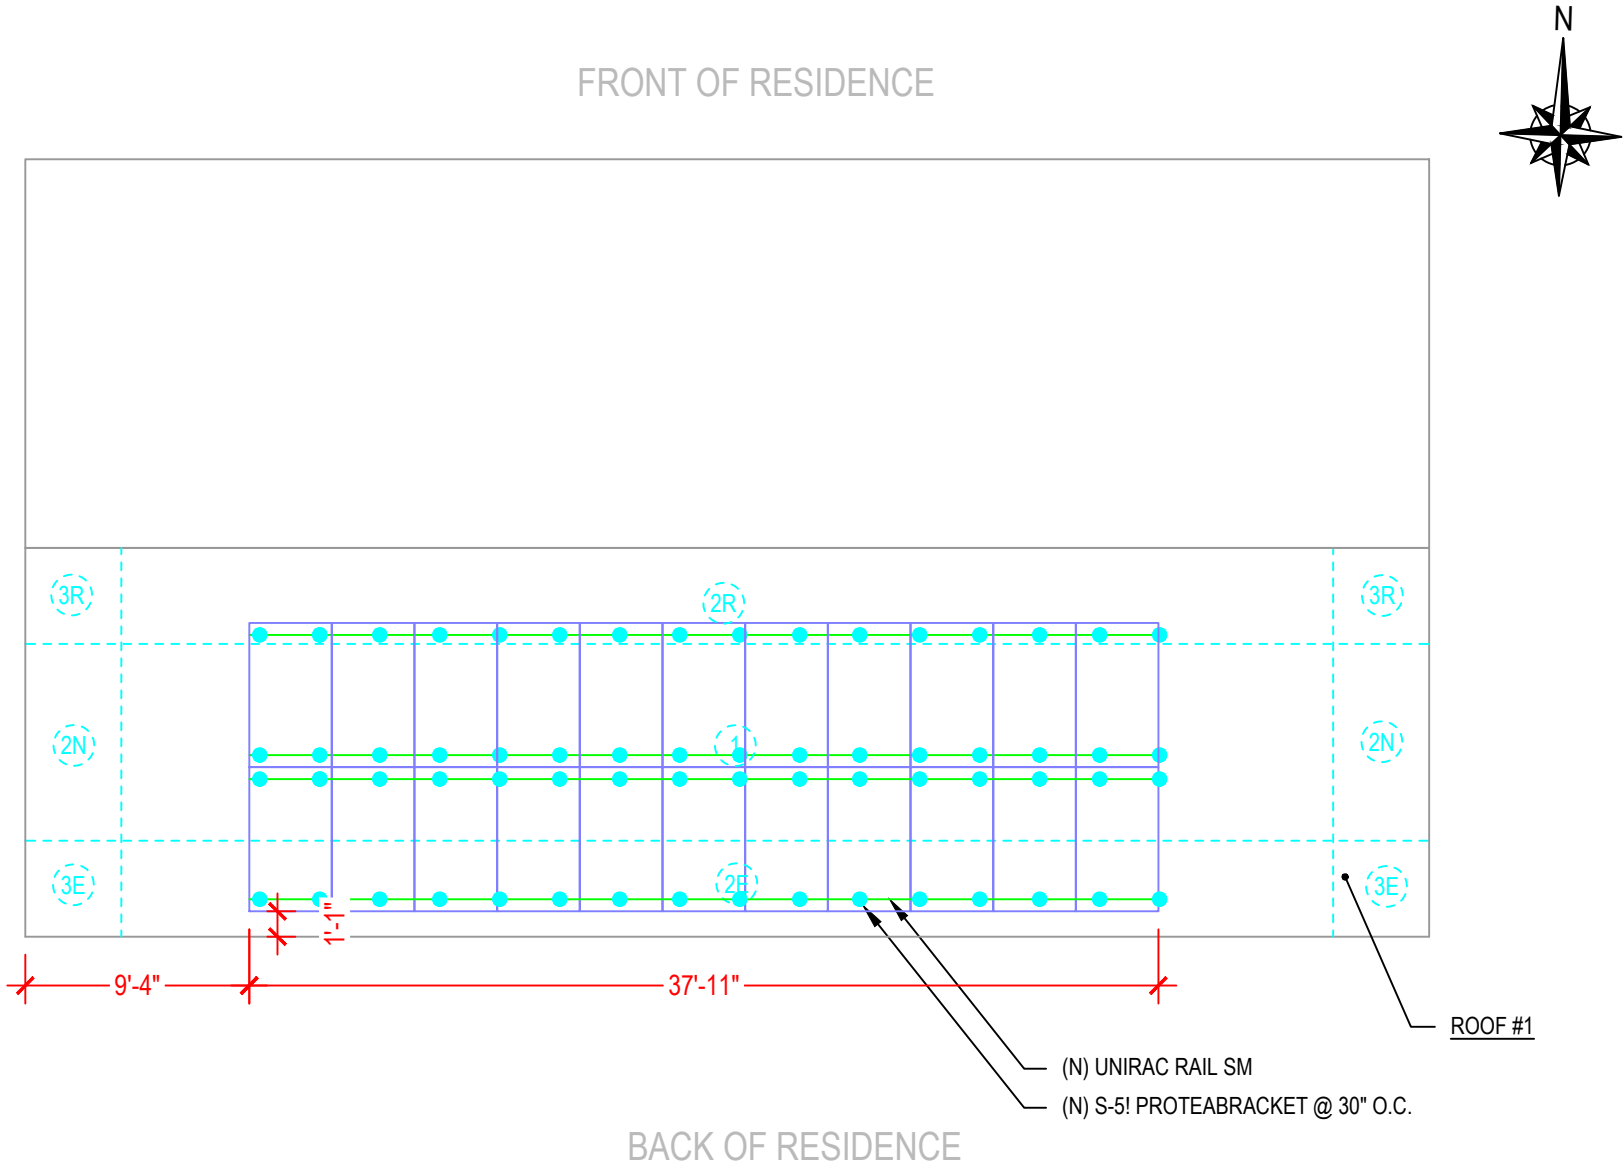 N
FRONT OF RESIDENCE
3R
2R
3R
2N
1
2N
3E
2E
3E
1'-1"
9'-4"
37'-11"
ROOF #1
(N) UNIRAC RAIL SM
(N) S-5! PROTEABRACKET @ 30" O.C.
BACK OF RESIDENCE